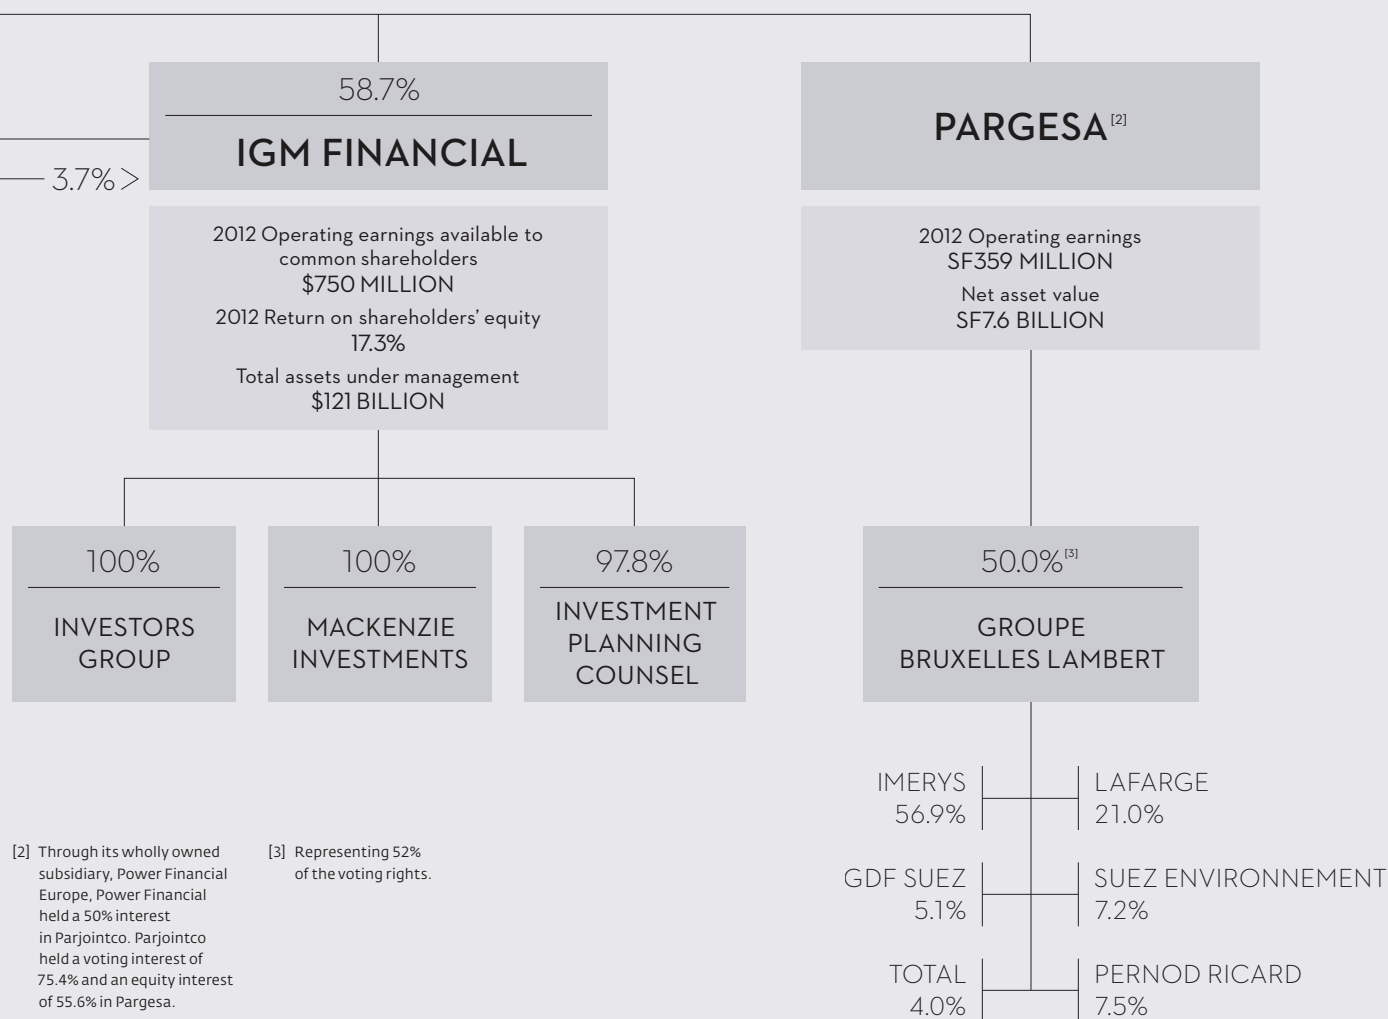 58.7%
IGM FINANCIAL
3.7% >
2012 Operating earnings available to
common shareholders
$750 MILLION
2012 Return on shareholders’ equity
17.3%
Total assets under management
$121 BILLION
PARGESA[2]
2012 Operating earnings
SF359 MILLION
Net asset value
SF7.6 BILLION
100%
INVESTORS
GROUP
100%
MACKENZIE
INVESTMENTS
97.8%
INVESTMENT
PLANNING
COUNSEL
50.0%[3]
GROUPE
BRUXELLES LAMBERT
IMERYS
56.9%
LAFARGE
21.0%
GDF SUEZ
5.1%
SUEZ ENVIRONNEMENT
7.2%
TOTAL
4.0%
PERNOD RICARD
7.5%
[2] Through its wholly owned
subsidiary, Power Financial
Europe, Power Financial
held a 50% interest
in Parjointco. Parjointco
held a voting interest of
75.4% and an equity interest
of 55.6% in Pargesa.
[3] Representing 52%
of the voting rights.